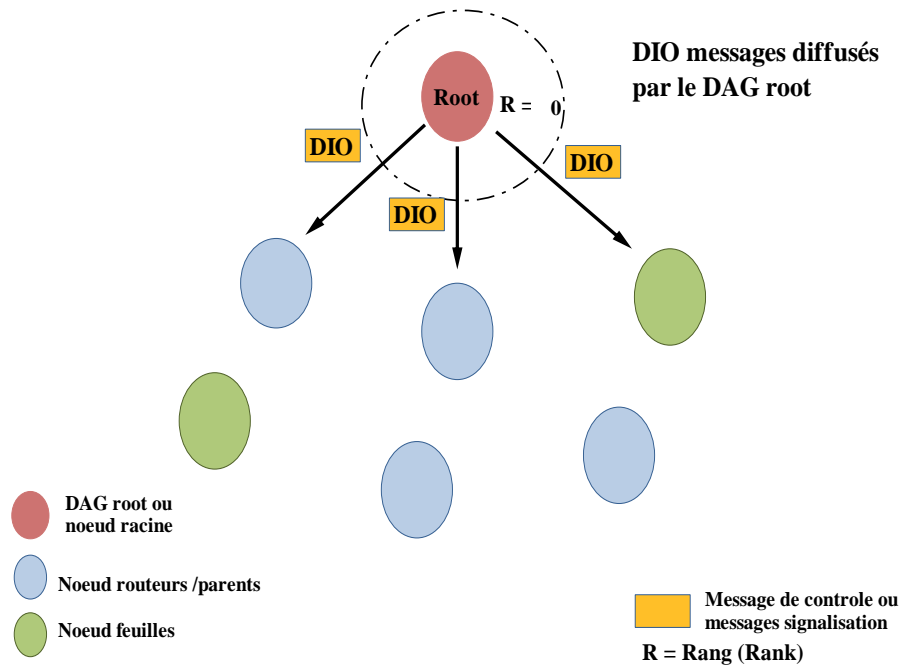 DIO messages diffusés
par le DAG root
Root
R = 0
DIO
DIO
DIO
DAG root ou
noeud racine
Noeud routeurs /parents
Noeud feuilles
Message de controle ou
messages signalisation
R = Rang (Rank)